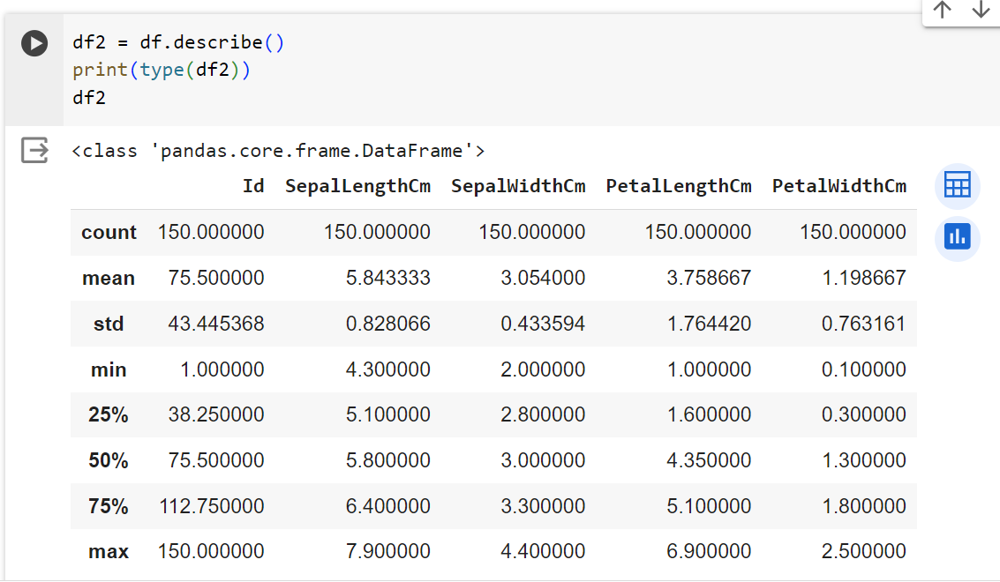 df2 = df.describe()
print(type(df2))
df2
<class 'pandas.core.frame.DataFrame'>
Id SepalLengthCm SepalWidthCm PetalLengthCm PetalWidthCm
count 150.000000 150.000000 150.000000 150.000000 150.000000
mean 75.500000 5.843333 3.054000 3.758667 1.198667
std 43.445368 0.828066 0.433594 1.764420 0.763161
min 1.000000 4.300000 2.000000 1.000000 0.100000
25% 38.250000 5.100000 2.800000 1.600000 0.300000
50% 75.500000 5.800000 3.000000 4.350000 1.300000
75% 112.750000 6.400000 3.300000 5.100000 1.800000
max 150.000000 7.900000 4.400000 6.900000 2.500000